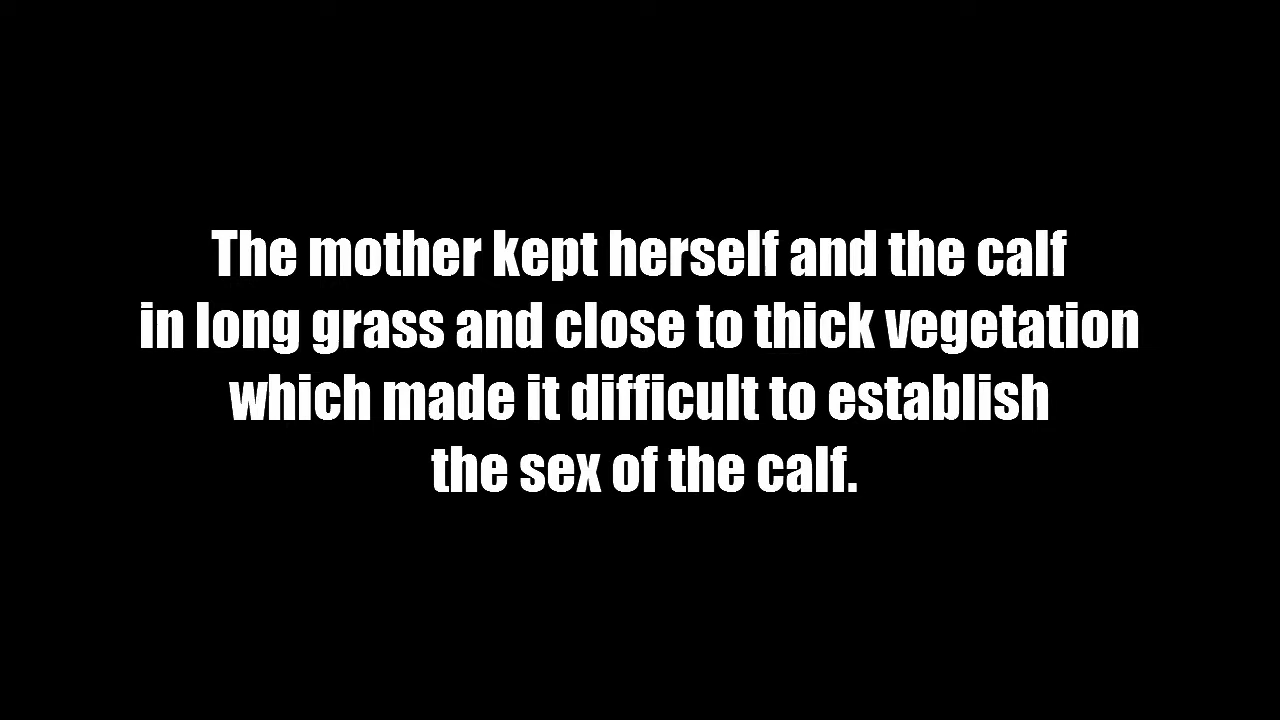 The mother kept herself and the calf
in long grass and close to thick vegetation
which made it difficult to establish
the sex of the calf.